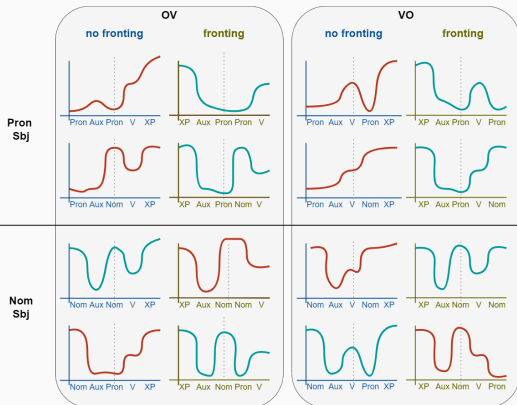 OV VO
no fronting fronting no fronting fronting
Pron Sbj
Pron Aux Pron V XP
XP Aux Pron Pron V
Pron Aux V Pron XP
XP Aux Pron V Pron
Pron Aux Nom V XP
XP Aux Pron Nom V
Pron Aux V Nom XP
XP Aux Pron V Nom
Nom Sbj
Nom Aux Nom V XP
XP Aux Nom Nom V
Nom Aux V Nom XP
XP Aux Nom V Nom
Nom Aux Pron V XP
XP Aux Nom Pron V
Nom Aux V Pron XP
XP Aux Nom V Pron